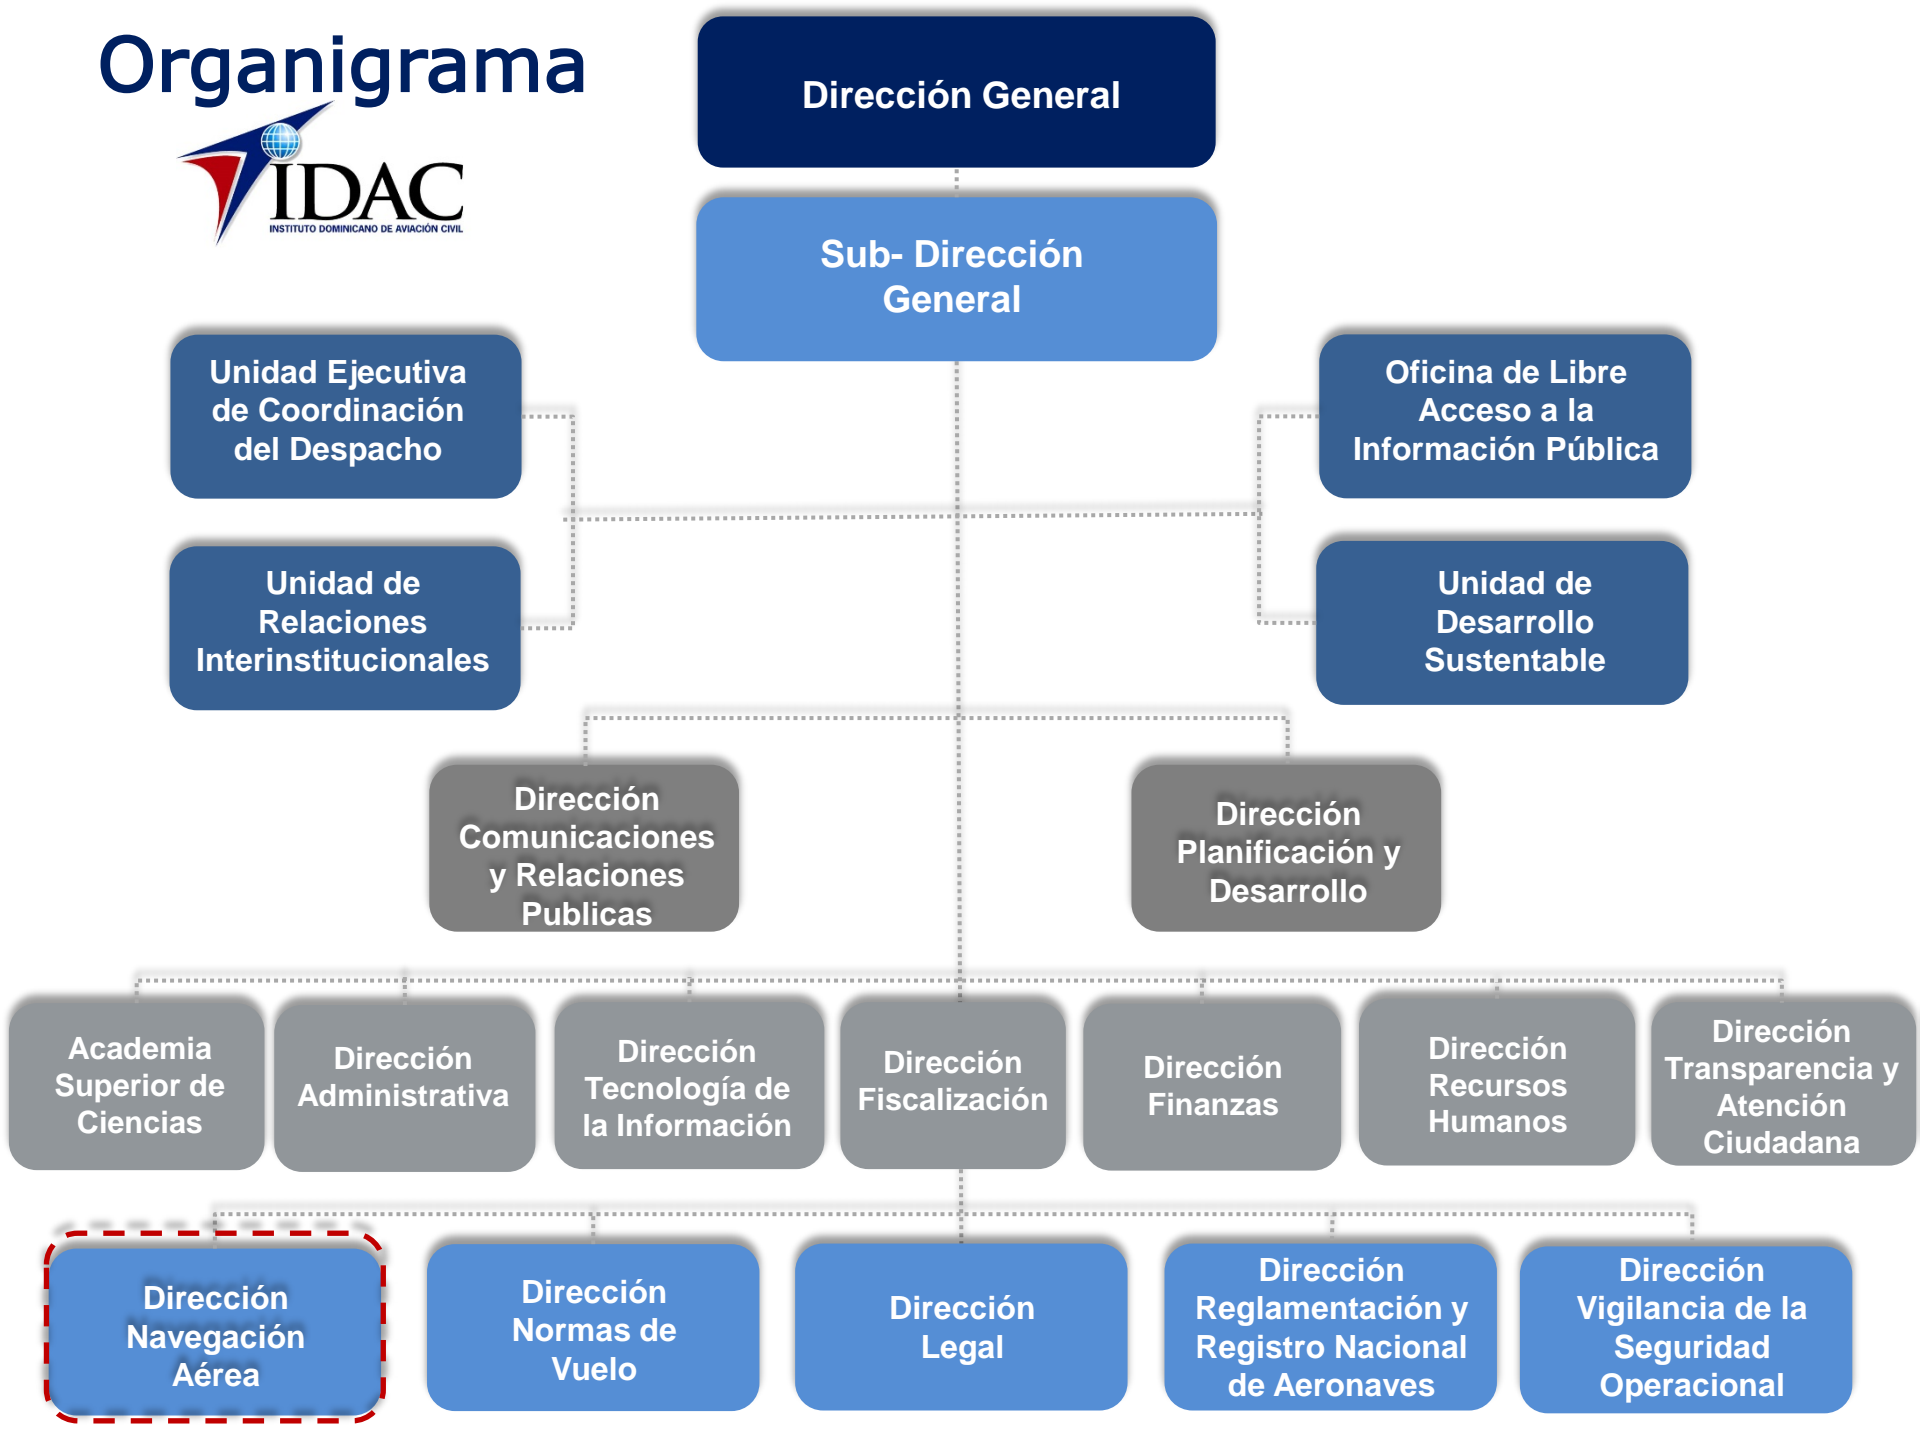 Organigrama
IDAC
INSTITUTO DOMINICANO DE AVIACIÓN CIVIL
Dirección General
Sub- Dirección
General
Unidad Ejecutiva
de Coordinación
del Despacho
Oficina de Libre
Acceso a la
Información Pública
Unidad de
Relaciones
Interinstitucionales
Unidad de
Desarrollo
Sustentable
Dirección
Comunicaciones
y Relaciones
Publicas
Dirección
Planificación y
Desarrollo
Academia
Superior de
Ciencias
Dirección
Administrativa
Dirección
Tecnología de
la Información
Dirección
Fiscalización
Dirección
Finanzas
Dirección
Recursos
Humanos
Dirección
Transparencia y
Atención
Ciudadana
Dirección
Navegación
Aérea
Dirección
Normas de
Vuelo
Dirección
Legal
Dirección
Reglamentación y
Registro Nacional
de Aeronaves
Dirección
Vigilancia de la
Seguridad
Operacional